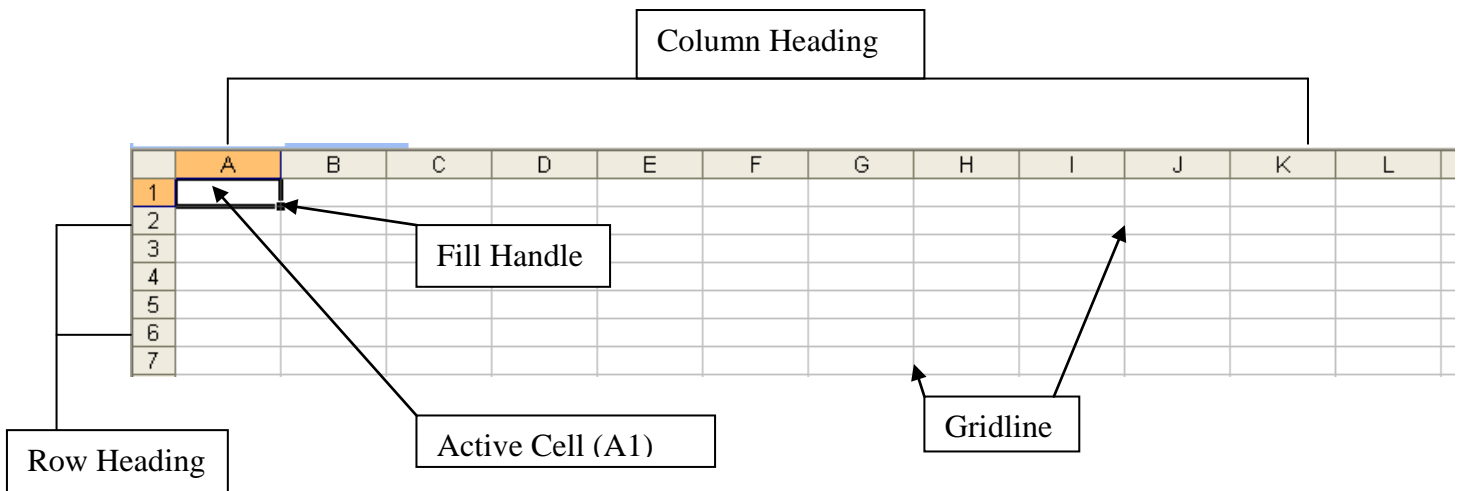 Column Heading
A B C D E F G H I J K L
1
2
3
Fill Handle
4
5
6
7
Gridline
Active Cell (A1)
Row Heading